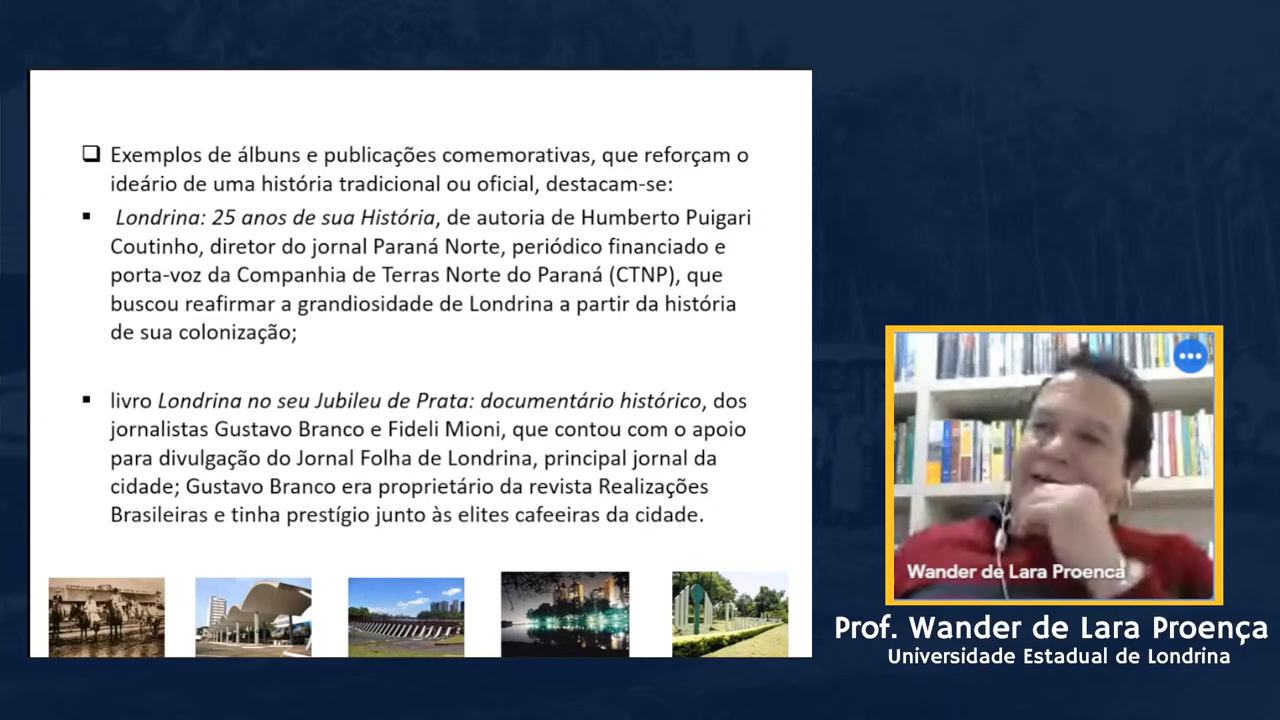 Exemplos de álbuns e publicações comemorativas, que reforçam o
ideário de uma história tradicional ou oficial, destacam-se:
Londrina: 25 anos de sua História, de autoria de Humberto Puigari
Coutinho, diretor do jornal Paraná Norte, periódico financiado e
porta-voz da Companhia de Terras Norte do Paraná (CTNP), que
buscou reafirmar a grandiosidade de Londrina a partir da história
de sua colonização;
livro Londrina no seu Jubileu de Prata: documentário histórico, dos
jornalistas Gustavo Branco e Fideli Mioni, que contou com o apoio
para divulgação do Jornal Folha de Londrina, principal jornal da
cidade; Gustavo Branco era proprietário da revista Realizações
Brasileiras e tinha prestígio junto às elites cafeeiras da cidade.
Wander de Lara Proenca
Prof. Wander de Lara Proença
Universidade Estadual de Londrina